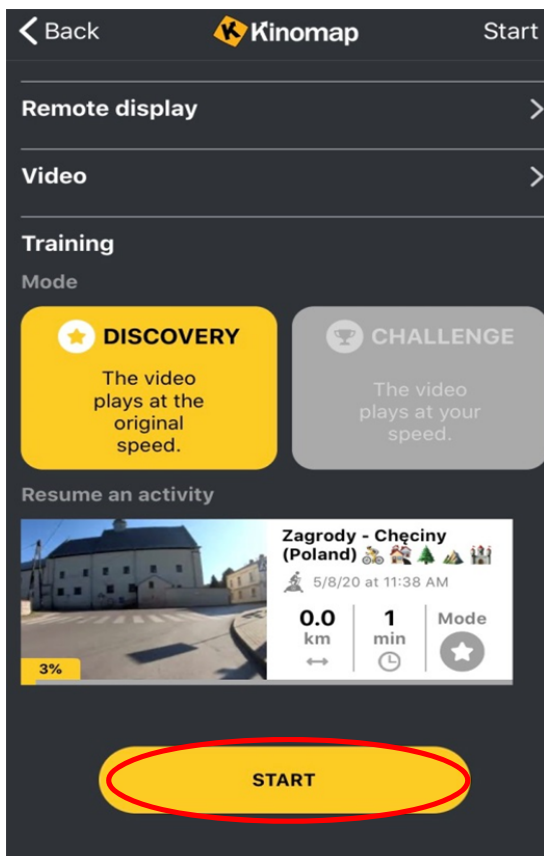 Back
Kinomap
Start
Remote display
Video
Training
Mode
DISCOVERY
The video
plays at the
original
speed.
CHALLENGE
The video
plays at your
speed.
Resume an activity
3%
Zagrody - Chęciny
(Poland) 🚴 🏰
5/8/20 at 11:38 AM
0.0
km
1
min
Mode
START